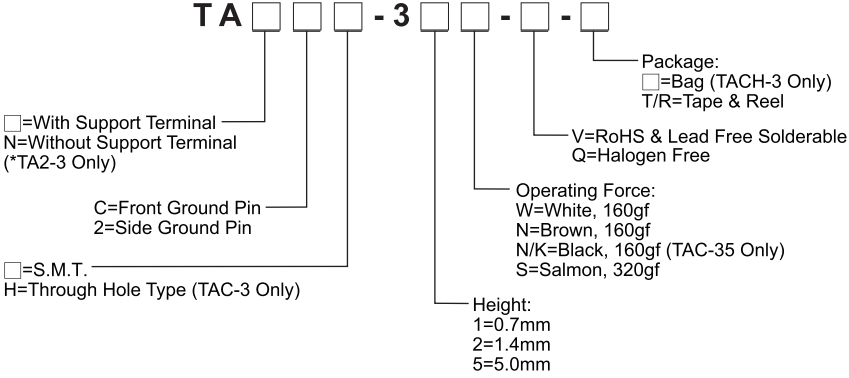 TA□□□-3□□-□-□
Package:
□=Bag (TACH-3 Only)
T/R=Tape & Reel
□=With Support Terminal
N=Without Support Terminal
(*TA2-3 Only)
V=RoHS & Lead Free Solderable
Q=Halogen Free
Operating Force:
W=White, 160gf
N=Brown, 160gf
N/K=Black, 160gf (TAC-35 Only)
S=Salmon, 320gf
C=Front Ground Pin
2=Side Ground Pin
□=S.M.T.
H=Through Hole Type (TAC-3 Only)
Height:
1=0.7mm
2=1.4mm
5=5.0mm